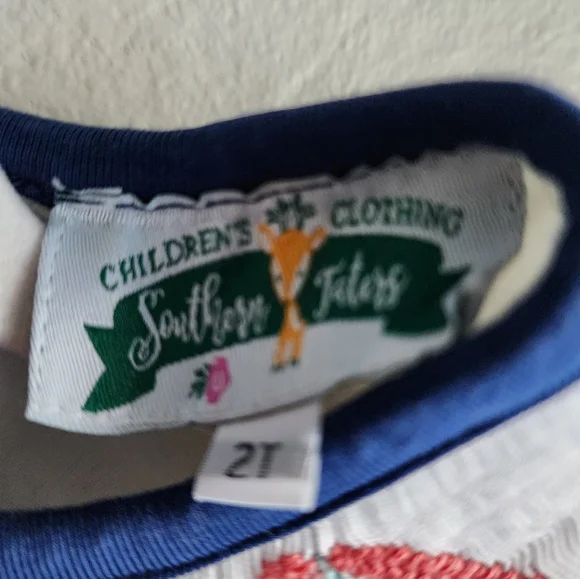 CHILDREN'S CLOTHING
Southern Taters
2T